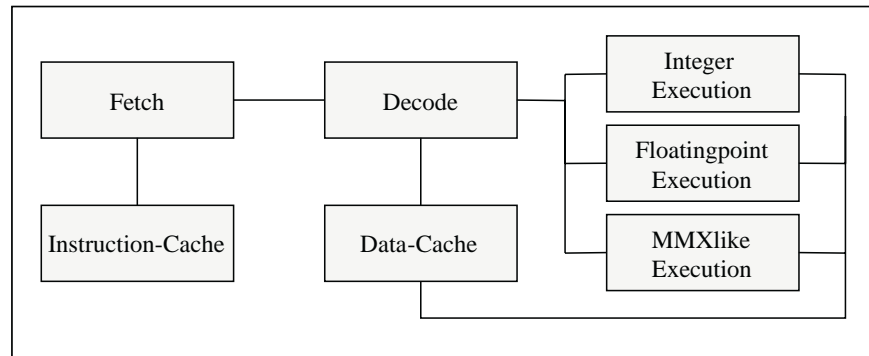 Fetch
Decode
Integer
Execution
Floatingpoint
Execution
Instruction-Cache
Data-Cache
MMXlike
Execution